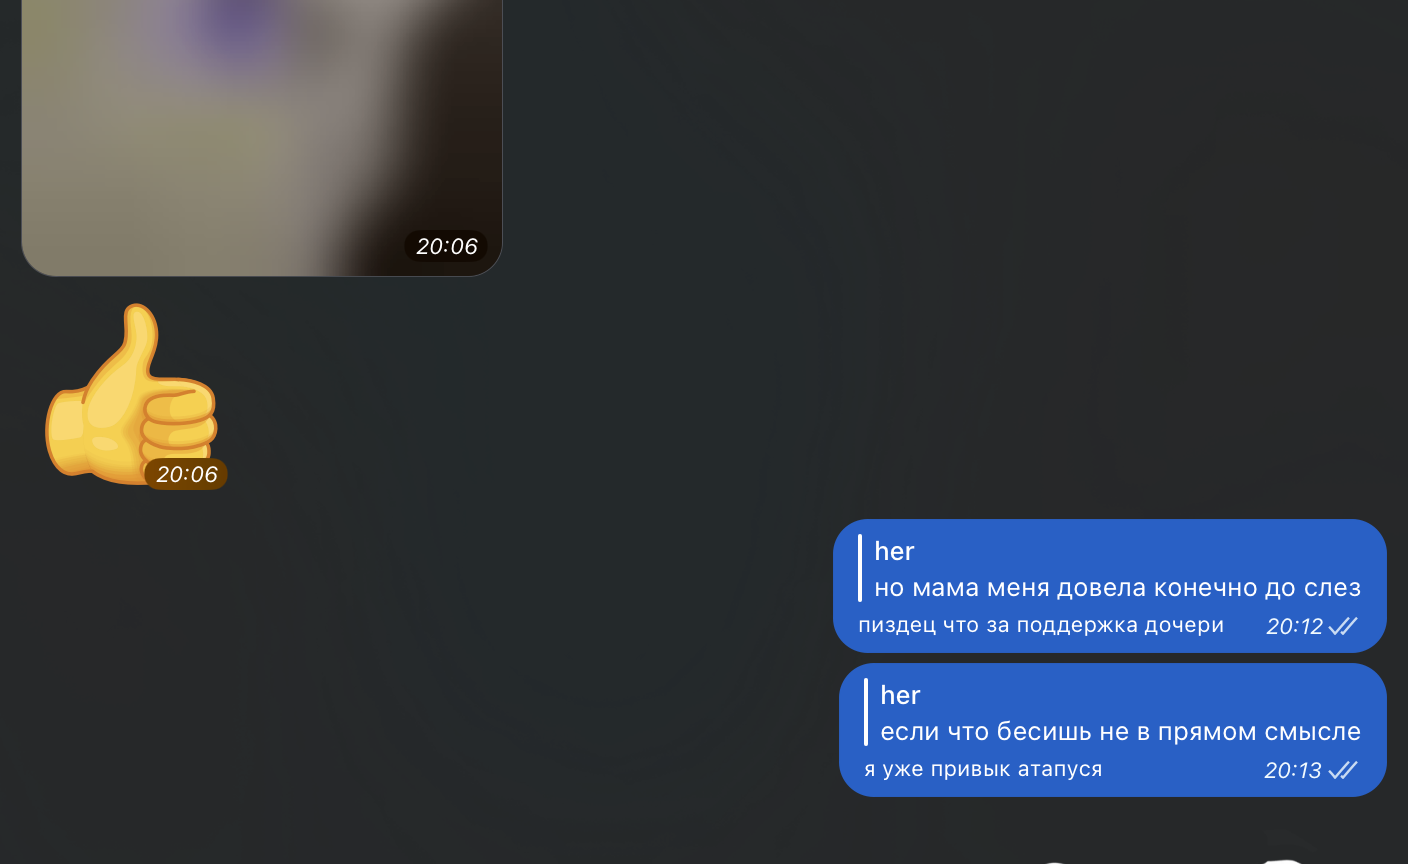 20:06
20:06
her
но мама меня довела конечно до слез
пиздец что за поддержка дочери 20:12
her
если что бесишь не в прямом смысле
я уже привык атапуся 20:13